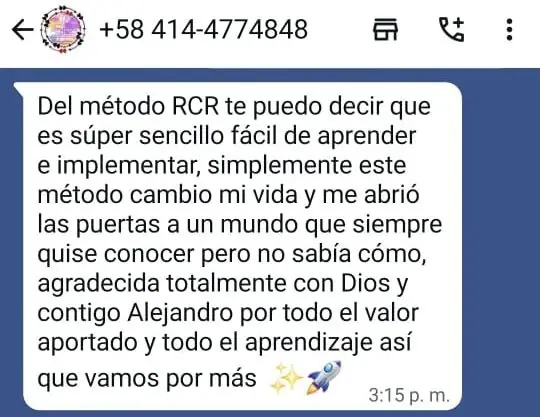 +58 414-4774848
Del método RCR te puedo decir que
es súper sencillo fácil de aprender
e implementar, simplemente este
método cambio mi vida y me abrió
las puertas a un mundo que siempre
quise conocer pero no sabía cómo,
agradecida totalmente con Dios y
contigo Alejandro por todo el valor
aportado y todo el aprendizaje así
que vamos por más ✨🚀
3:15 p. m.